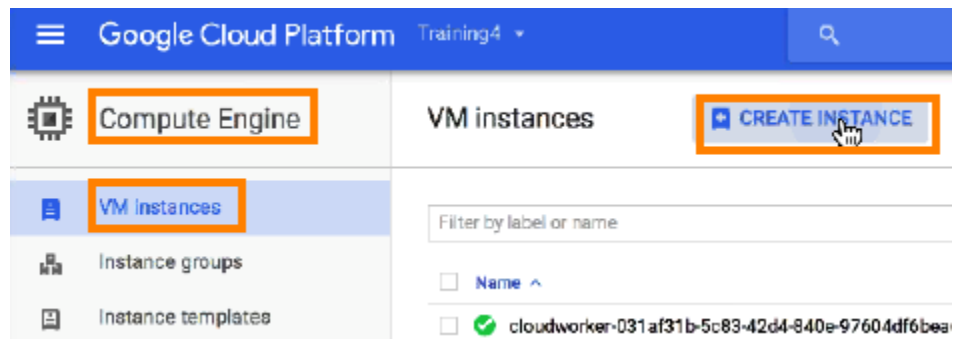 Google Cloud Platform Training4
Compute Engine
VM instances
CREATE INSTANCE
VM instances
Instance groups
Instance templates
Filter by label or name
Name
cloudworker-031af31b-5c83-42d4-840e-97604df6bea